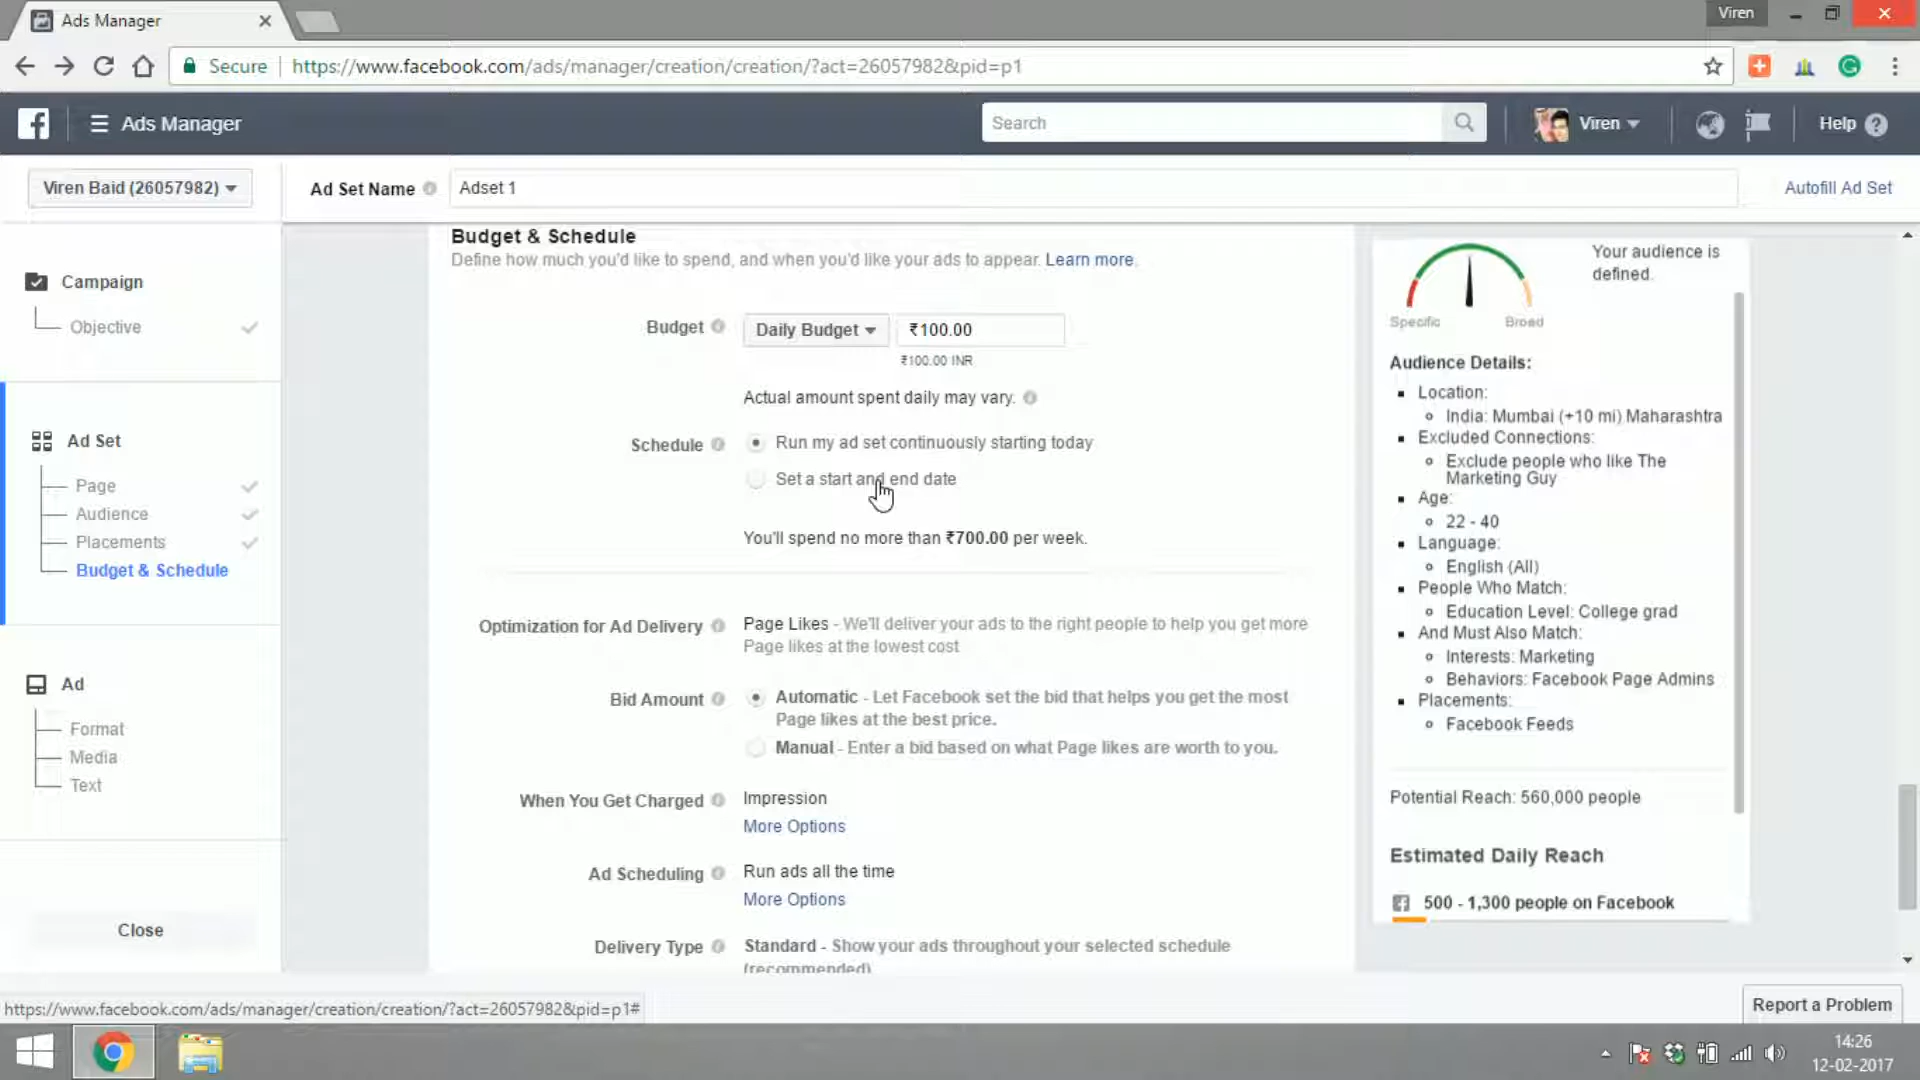 Ads Manager
Viren
Secure
https://www.facebook.com/ads/manager/creation/creation/?act=26057982&pid=p1
Ads Manager
Search
Viren
Help
Viren Baid (26057982)
Ad Set Name
Adset 1
Autofill Ad Set
Campaign
Objective
Ad Set
Page
Audience
Placements
Budget & Schedule
Ad
Format
Media
Text
Close
Budget & Schedule
Define how much you'd like to spend, and when you'd like your ads to appear. Learn more.
Budget
Daily Budget
₹100.00
₹100.00 INR
Actual amount spent daily may vary.
Schedule
Run my ad set continuously starting today
Set a start and end date
You'll spend no more than ₹700.00 per week.
Optimization for Ad Delivery
Page Likes - We'll deliver your ads to the right people to help you get more
Page likes at the lowest cost
Bid Amount
Automatic - Let Facebook set the bid that helps you get the most
Page likes at the best price.
Manual - Enter a bid based on what Page likes are worth to you.
When You Get Charged
Impression
More Options
Ad Scheduling
Run ads all the time
More Options
Delivery Type
Standard - Show your ads throughout your selected schedule
(recommended)
Your audience is
defined.
Specific
Broad
Audience Details:
Location:
India: Mumbai (+10 mi) Maharashtra
Excluded Connections:
Exclude people who like The
Marketing Guy
Age:
22 - 40
Language:
English (All)
People Who Match:
Education Level: College grad
And Must Also Match:
Interests: Marketing
Behaviors: Facebook Page Admins
Placements:
Facebook Feeds
Potential Reach: 560,000 people
Estimated Daily Reach
500 - 1,300 people on Facebook
https://www.facebook.com/ads/manager/creation/creation/?act=26057982&pid=p1#
Report a Problem
14:26
12-02-2017